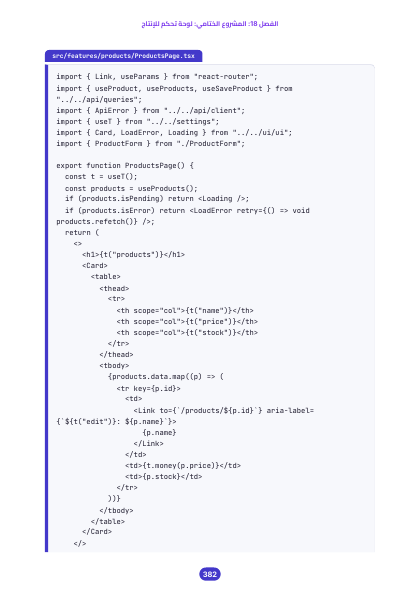 الفصل 18: المشروع الختامي: لوحة تحكم للإنتاج
src/features/products/ProductsPage.tsx
import { Link, useParams } from "react-router";
import { useProduct, useProducts, useSaveProduct } from
"../../api/queries";
import { ApiError } from "../../api/client";
import { useT } from "../../settings";
import { Card, LoadError, Loading } from "../../ui/ui";
import { ProductForm } from "./ProductForm";
export function ProductsPage() {
  const t = useT();
  const products = useProducts();
  if (products.isPending) return <Loading />;
  if (products.isError) return <LoadError retry={() => void
products.refetch()} />;
  return (
    <>
      <h1>{t("products")}</h1>
      <Card>
        <table>
          <thead>
            <tr>
              <th scope="col">{t("name")}</th>
              <th scope="col">{t("price")}</th>
              <th scope="col">{t("stock")}</th>
            </tr>
          </thead>
          <tbody>
            {products.data.map((p) => (
              <tr key={p.id}>
                <td>
                  <Link to={`/products/${p.id}`} aria-label=
{`${t("edit")}: ${p.name}`}>
                    {p.name}
                  </Link>
                </td>
                <td>{t.money(p.price)}</td>
                <td>{p.stock}</td>
              </tr>
            ))}
          </tbody>
        </table>
      </Card>
    </>
382